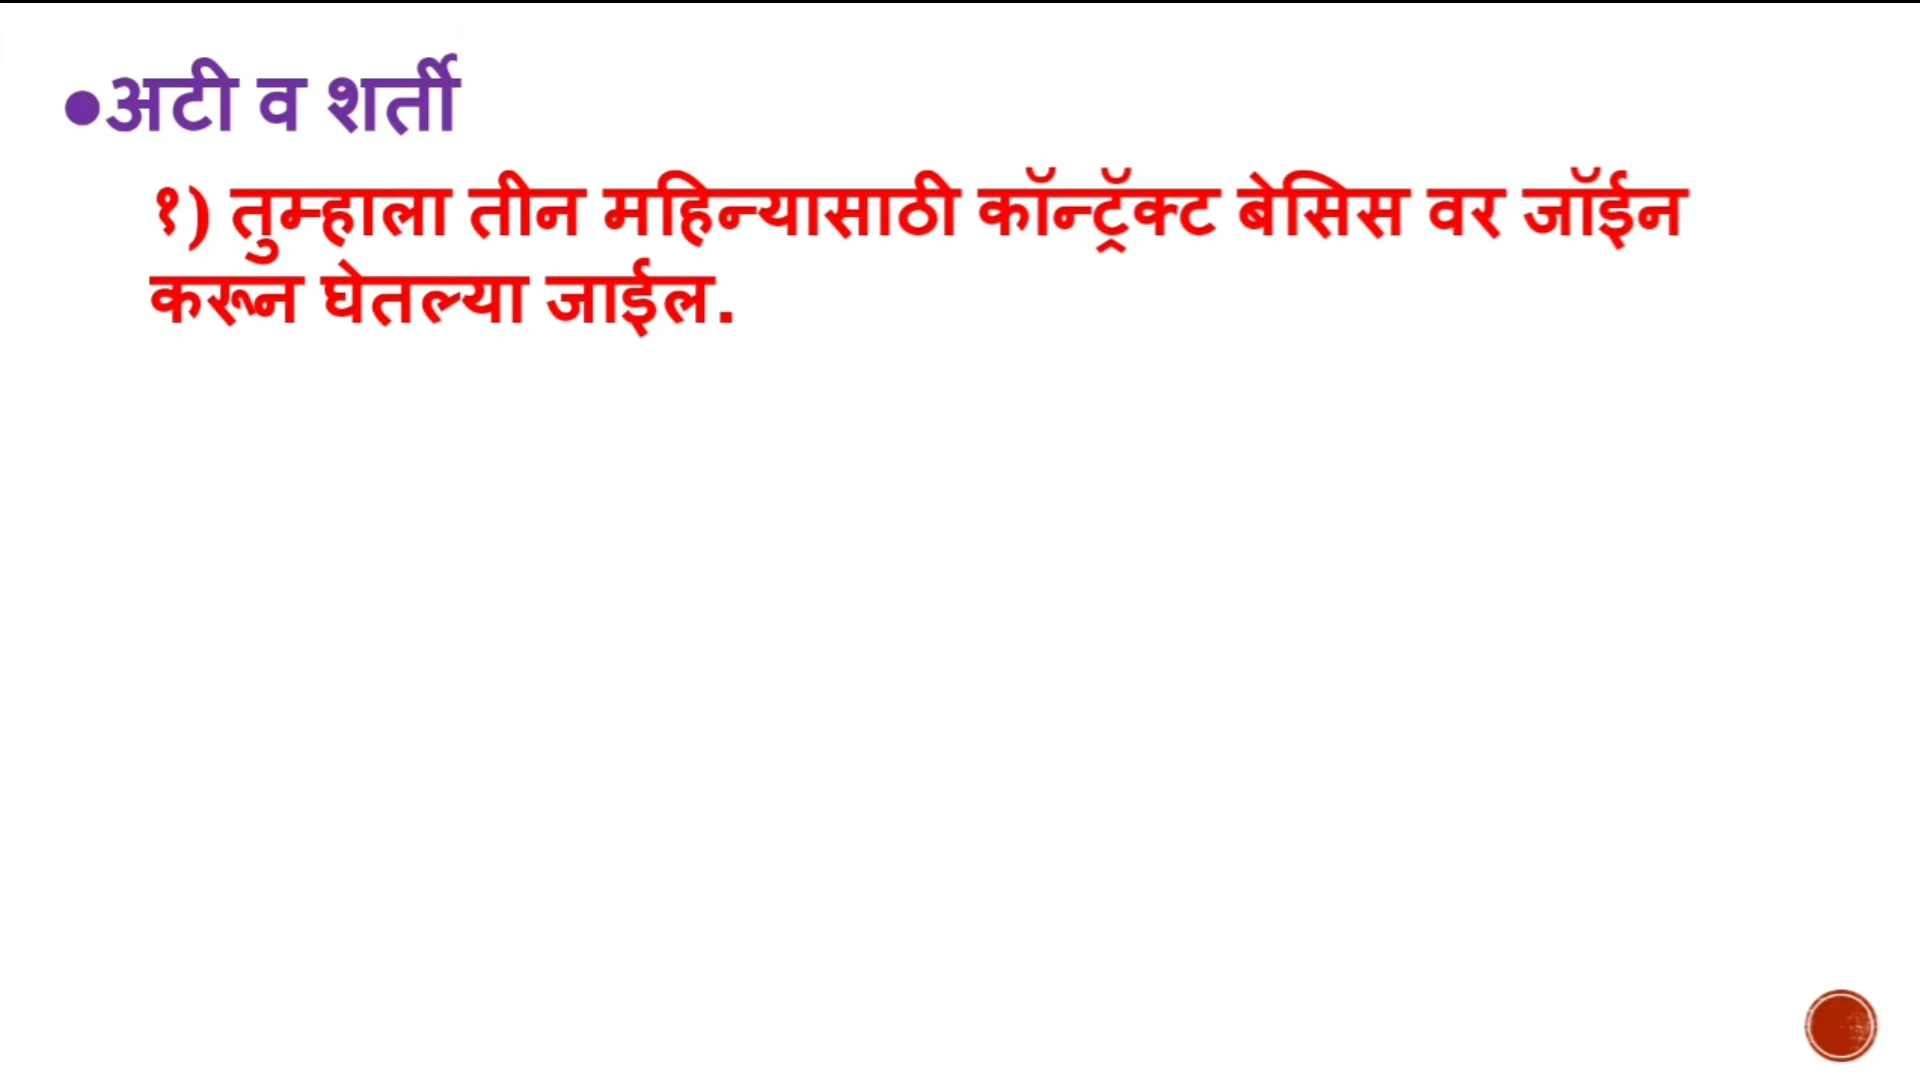 ●अटी व शर्ती
१) तुम्हाला तीन महिन्यासाठी कॉन्ट्रॅक्ट बेसिस वर जॉईन
करून घेतल्या जाईल.